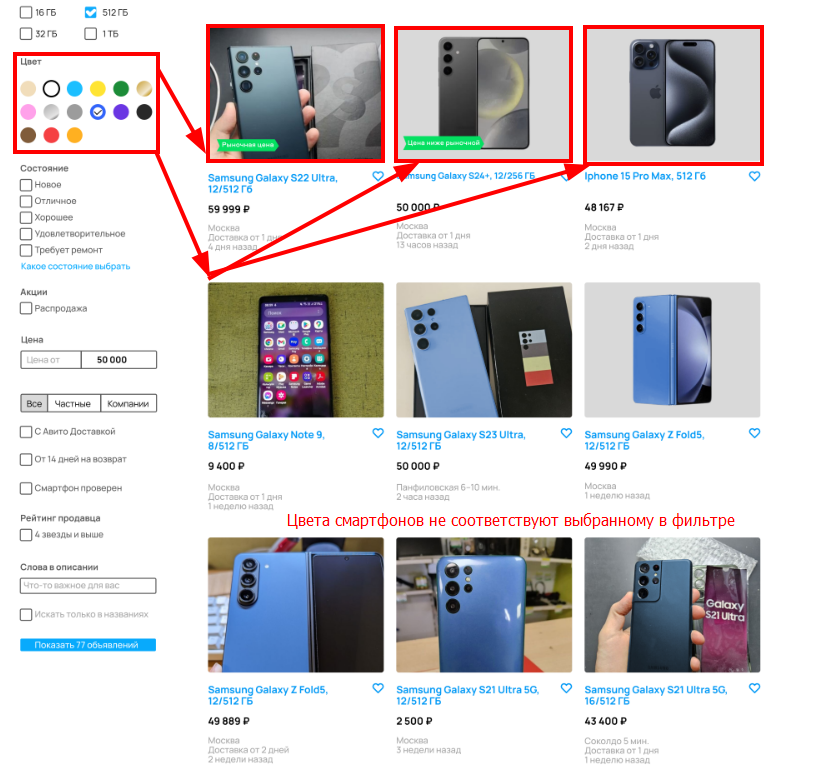 16 ГБ
512 ГБ
32 ГБ
1 ТБ
Цвет
Состояние
Новое
Отличное
Хорошее
Удовлетворительное
Требует ремонт
Какое состояние выбрать
Акции
Распродажа
Цена
Цена от
50 000
Все
Частные
Компании
С Авито Доставкой
От 14 дней на возврат
Смартфон проверен
Рейтинг продавца
4 звезды и выше
Слова в описании
Что-то важное для вас
Искать только в названиях
Показать 77 объявлений
Рыночная цена
Samsung Galaxy S22 Ultra,
12/512 Гб
59 999 ₽
Москва
Доставка от 1 дня
4 дня назад
Цена ниже рыночной
Samsung Galaxy S24+, 12/256 ГБ
50 000 ₽
Москва
Доставка от 1 дня
13 часов назад
Iphone 15 Pro Max, 512 Гб
48 167 ₽
Москва
Доставка от 1 дня
2 дня назад
Samsung Galaxy Note 9,
8/512 ГБ
9 400 ₽
Москва
Доставка от 1 дня
1 неделю назад
Samsung Galaxy S23 Ultra,
12/512 ГБ
50 000 ₽
Панфиловская 6–10 мин.
2 часа назад
Samsung Galaxy Z Fold5,
12/512 ГБ
49 990 ₽
Москва
1 неделю назад
Цвета смартфонов не соответствуют выбранному в фильтре
Samsung Galaxy Z Fold5,
12/512 ГБ
49 889 ₽
Москва
Доставка от 2 дней
2 недели назад
Samsung Galaxy S21 Ultra 5G,
12/512 ГБ
2 500 ₽
Москва
3 недели назад
Galaxy
S21 Ultra
Samsung Galaxy S21 Ultra 5G,
16/512 ГБ
43 400 ₽
Соколдо 5 мин.
Доставка от 1 дня
1 неделю назад